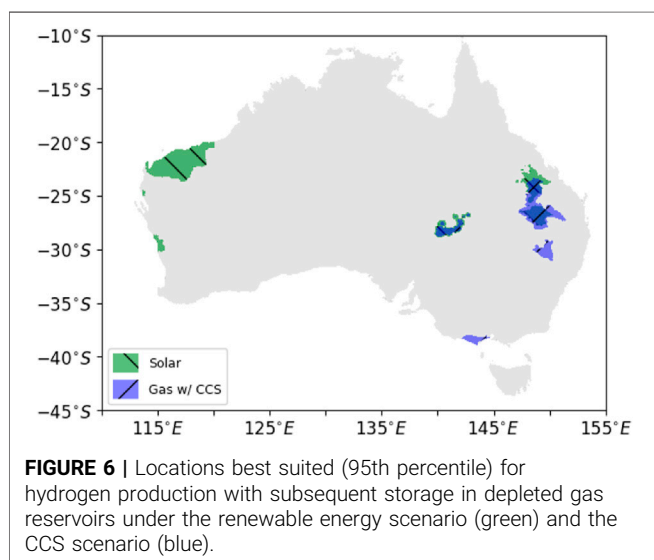 −10°S
−15°S
−20°S
−25°S
−30°S
−35°S
−40°S
−45°S
Solar
Gas w/ CCS
115°E 125°E 135°E 145°E 155°E
FIGURE 6 | Locations best suited (95th percentile) for
hydrogen production with subsequent storage in depleted gas
reservoirs under the renewable energy scenario (green) and the
CCS scenario (blue).